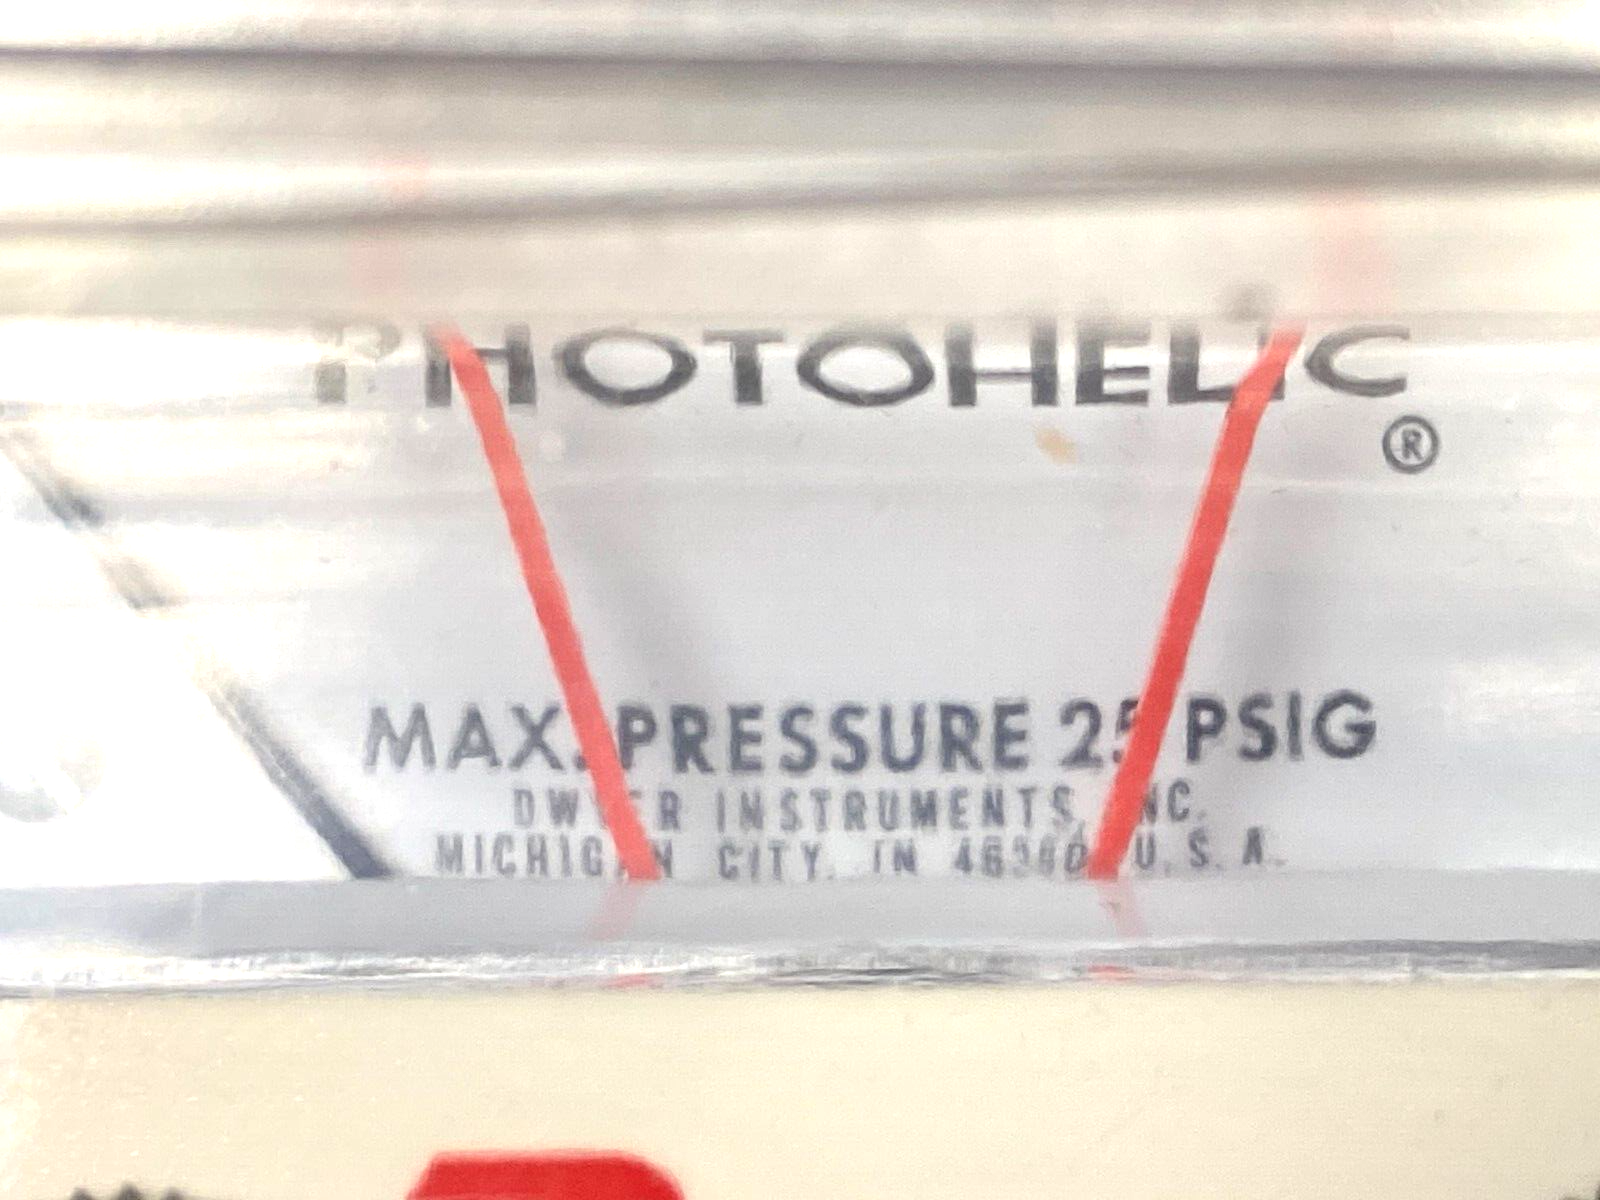 PHOTOHELIC
®
MAX. PRESSURE 25 PSIG
DWYER INSTRUMENTS, INC.
MICHIGAN CITY, IN 46360 U.S.A.